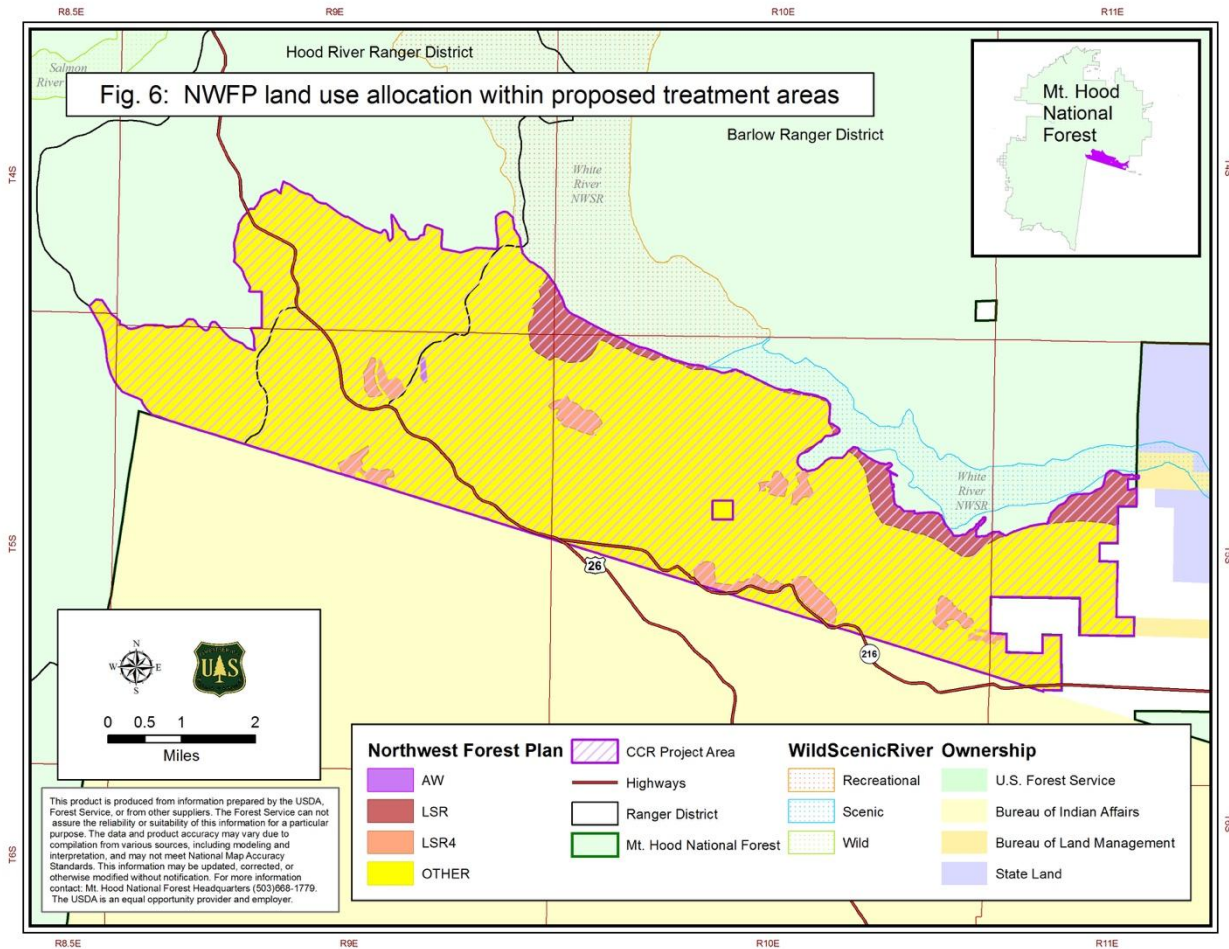 R8.5E R9E R10E R11E
Hood River Ranger District
Salmon
River
Fig. 6: NWFP land use allocation within proposed treatment areas
Barlow Ranger District
Mt. Hood
National
Forest
T4S
White
River
NWSR
White
River
NWSR
T5S
26
216
N
W E
S
UAS
0 0.5 1 2
Miles
This product is produced from information prepared by the USDA,
Forest Service, or from other suppliers. The Forest Service can not
assure the reliability or suitability of this information for a particular
purpose. The data and product accuracy may vary due to
compilation from various sources, including modeling and
interpretation, and may not meet National Map Accuracy
Standards. This information may be updated, corrected, or
otherwise modified without notification. For more information
contact: Mt. Hood National Forest Headquarters (503)668-1779.
The USDA is an equal opportunity provider and employer.
Northwest Forest Plan
AW
LSR
LSR4
OTHER
CCR Project Area
Highways
Ranger District
Mt. Hood National Forest
WildScenicRiver
Recreational
Scenic
Wild
Ownership
U.S. Forest Service
Bureau of Indian Affairs
Bureau of Land Management
State Land
T6S
R8.5E R9E R10E R11E